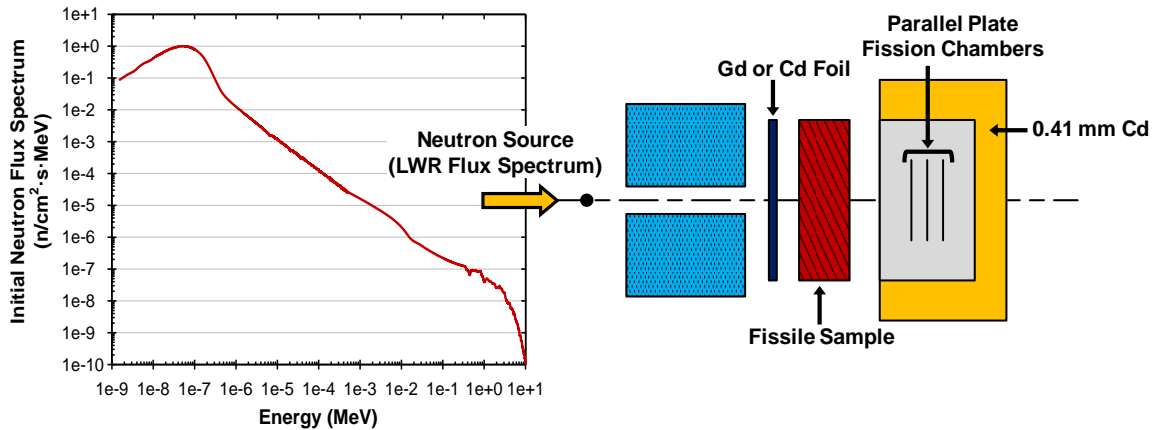 Initial Neutron Flux Spectrum
(n/cm²·s·MeV)
1e+1
1e+0
1e-1
1e-2
1e-3
1e-4
1e-5
1e-6
1e-7
1e-8
1e-9
1e-10
1e-9 1e-8 1e-7 1e-6 1e-5 1e-4 1e-3 1e-2 1e-1 1e+0 1e+1
Energy (MeV)
Neutron Source
(LWR Flux Spectrum)
Parallel Plate
Fission Chambers
Gd or Cd Foil
0.41 mm Cd
Fissile Sample